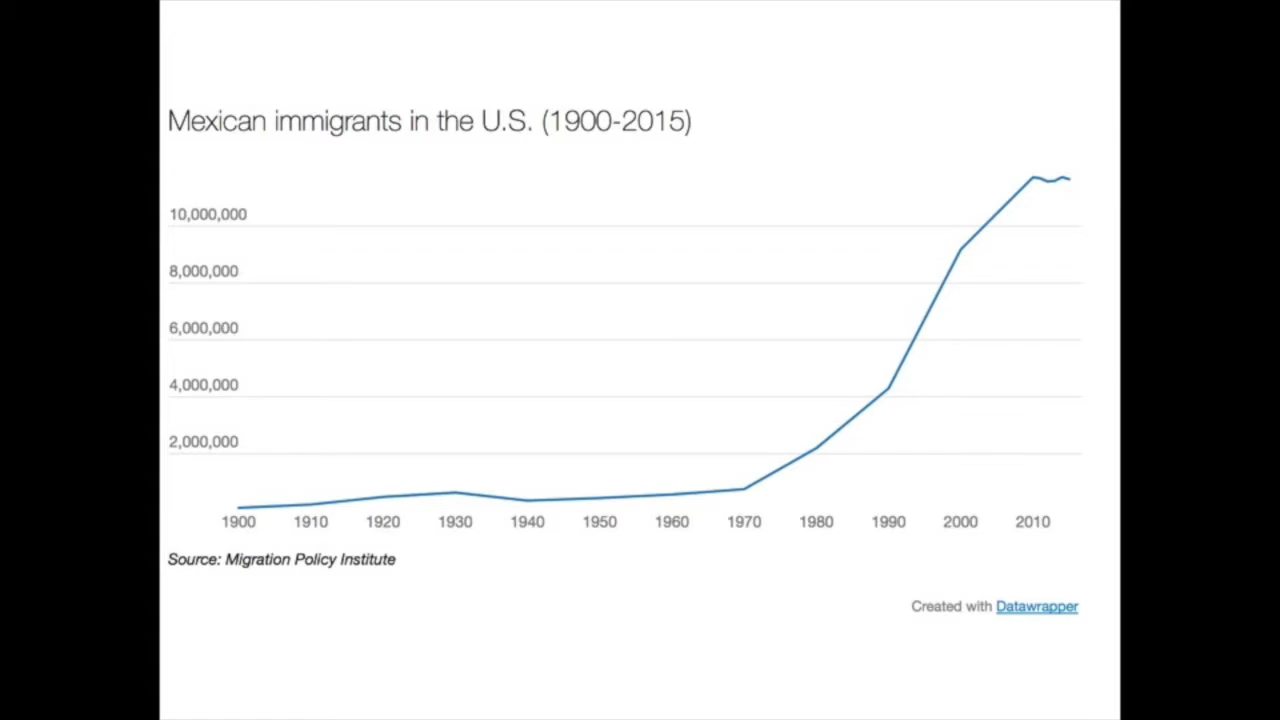 Mexican immigrants in the U.S. (1900-2015)
10,000,000
8,000,000
6,000,000
4,000,000
2,000,000
1900 1910 1920 1930 1940 1950 1960 1970 1980 1990 2000 2010
Source: Migration Policy Institute
Created with Datawrapper